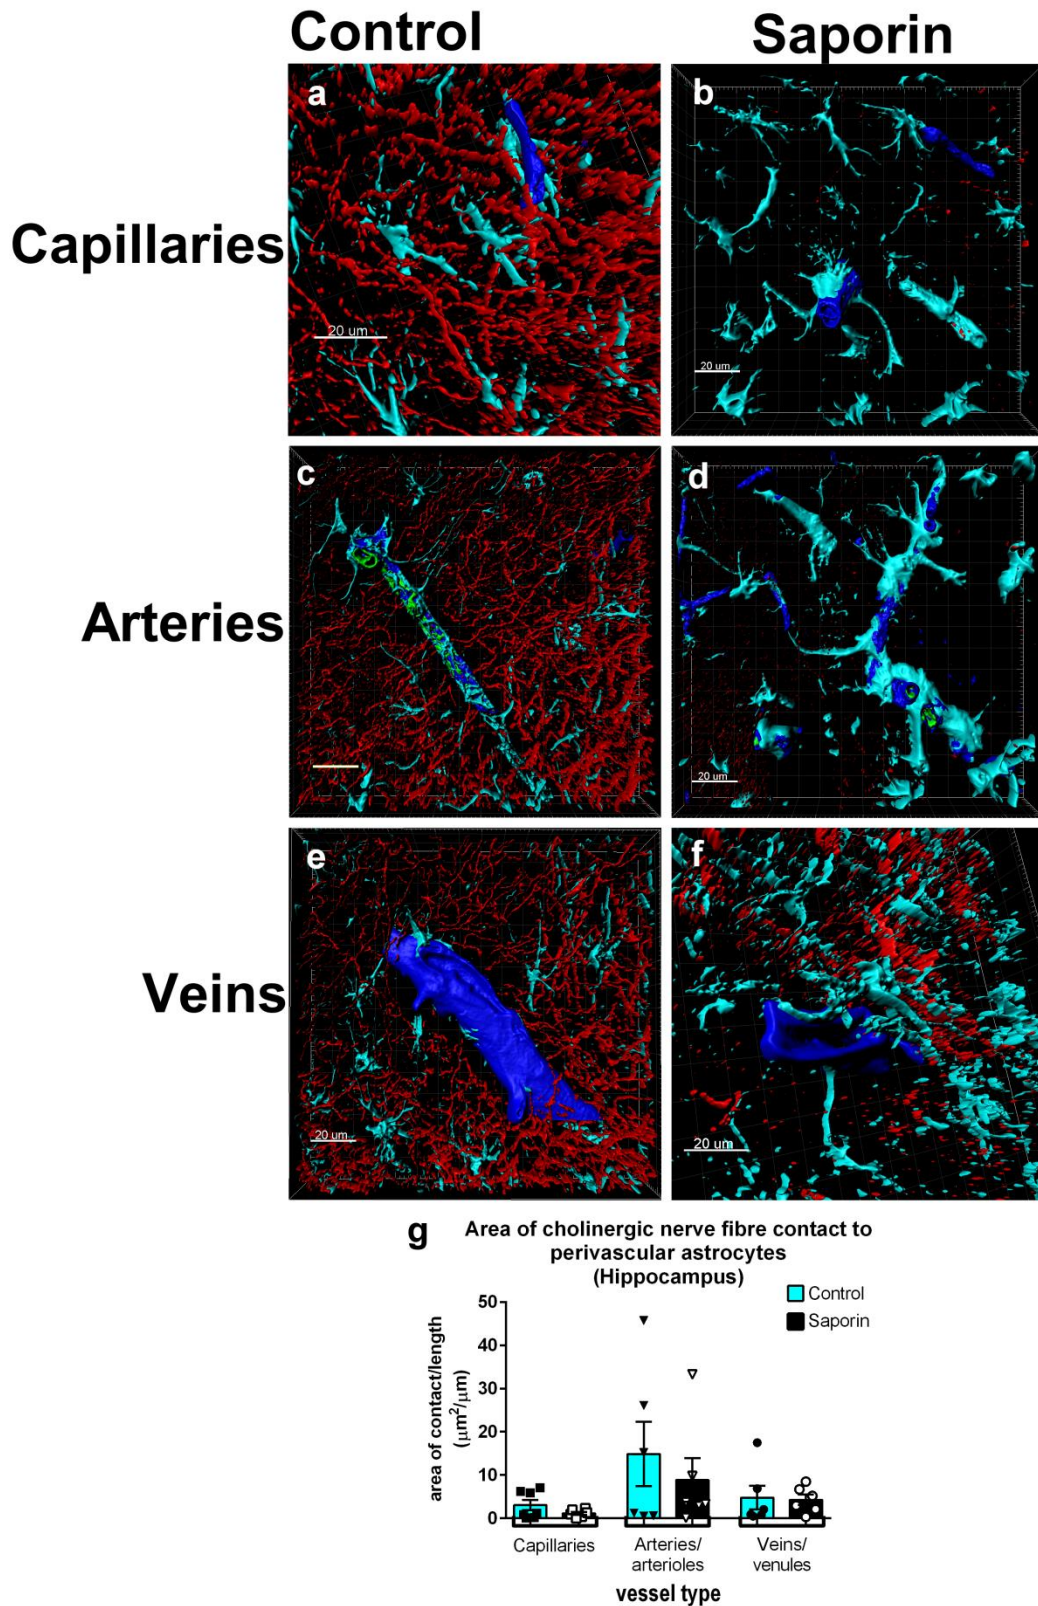 Control
Saporin
Capillaries
a
20 um
b
20 um
Arteries
c
d
20 um
Veins
e
20 um
f
20 um
g
Area of cholinergic nerve fibre contact to
perivascular astrocytes
(Hippocampus)
Control
Saporin
area of contact/length
(μm²/μm)
50
40
30
20
10
0
Capillaries
Arteries/
arterioles
Veins/
venules
vessel type